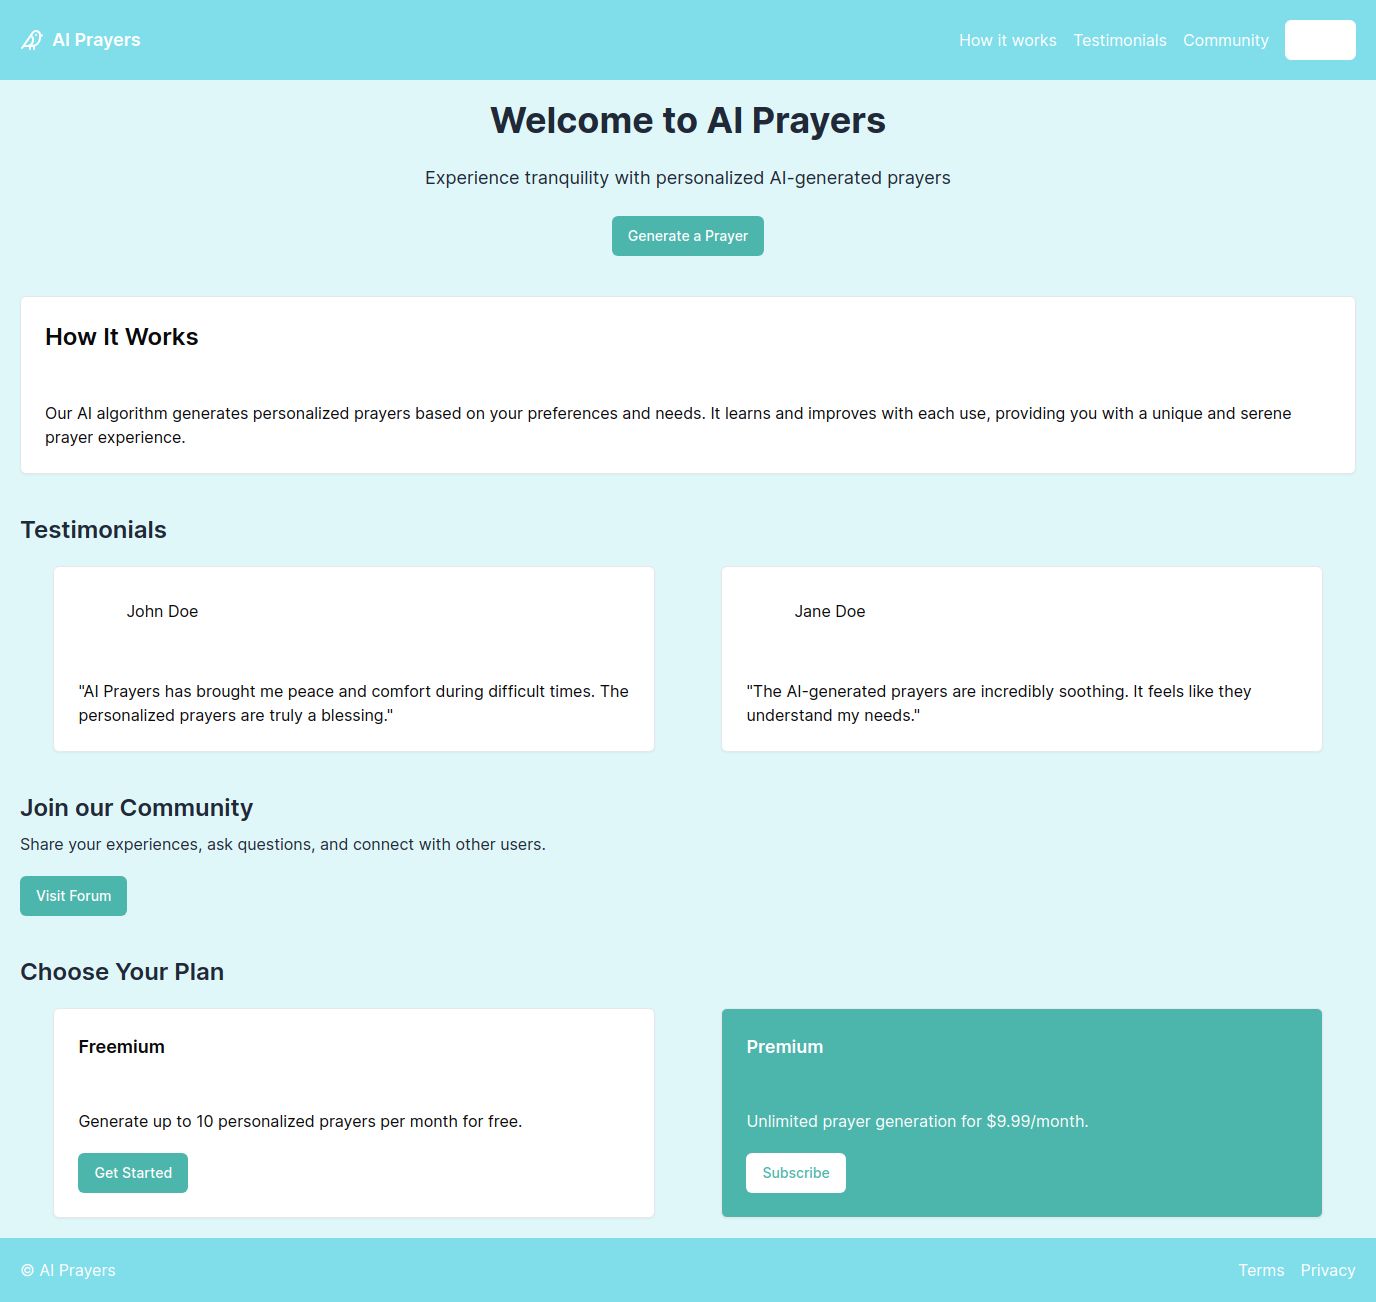 AI Prayers
How it works
Testimonials
Community
Welcome to AI Prayers
Experience tranquility with personalized AI-generated prayers
Generate a Prayer
How It Works
Our AI algorithm generates personalized prayers based on your preferences and needs. It learns and improves with each use, providing you with a unique and serene
prayer experience.
Testimonials
John Doe
"AI Prayers has brought me peace and comfort during difficult times. The
personalized prayers are truly a blessing."
Jane Doe
"The AI-generated prayers are incredibly soothing. It feels like they
understand my needs."
Join our Community
Share your experiences, ask questions, and connect with other users.
Visit Forum
Choose Your Plan
Freemium
Generate up to 10 personalized prayers per month for free.
Get Started
Premium
Unlimited prayer generation for $9.99/month.
Subscribe
© AI Prayers
Terms
Privacy